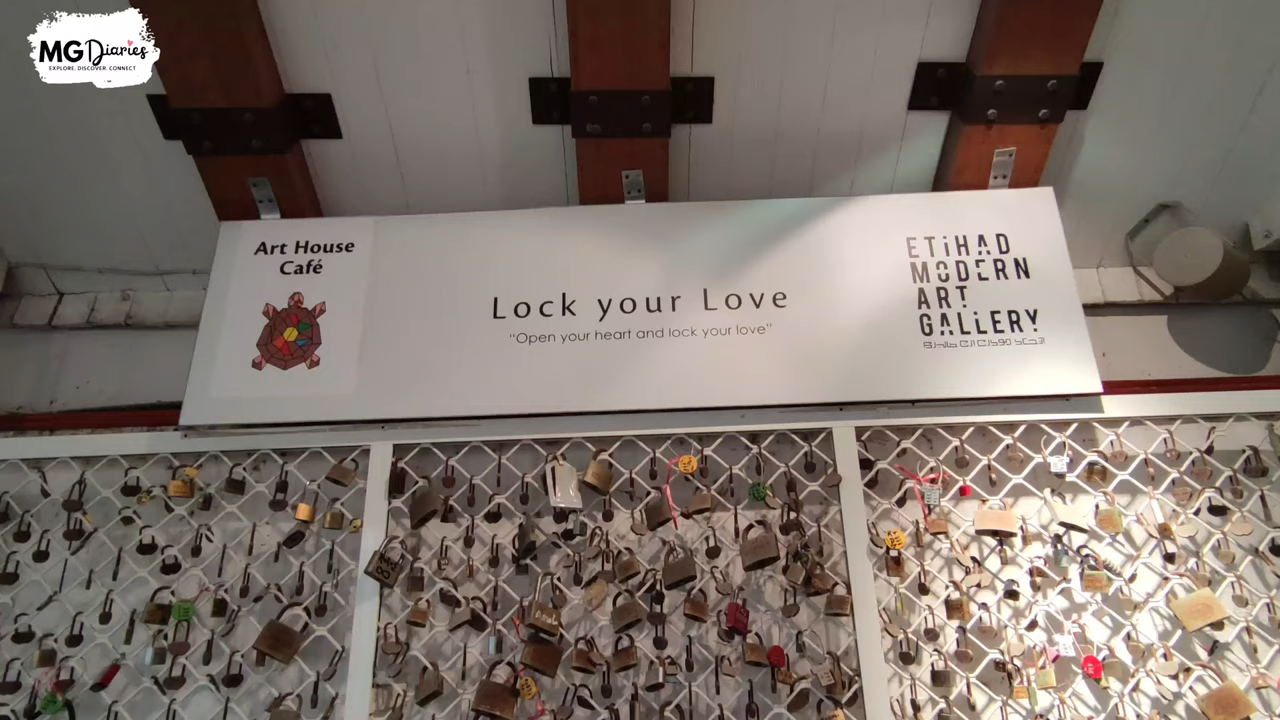 MG Diaries
EXPLORE. DISCOVER. CONNECT
Art House
Café
Lock your Love
“Open your heart and lock your love”
ETiHAD
MODERN
ART
GALLERY